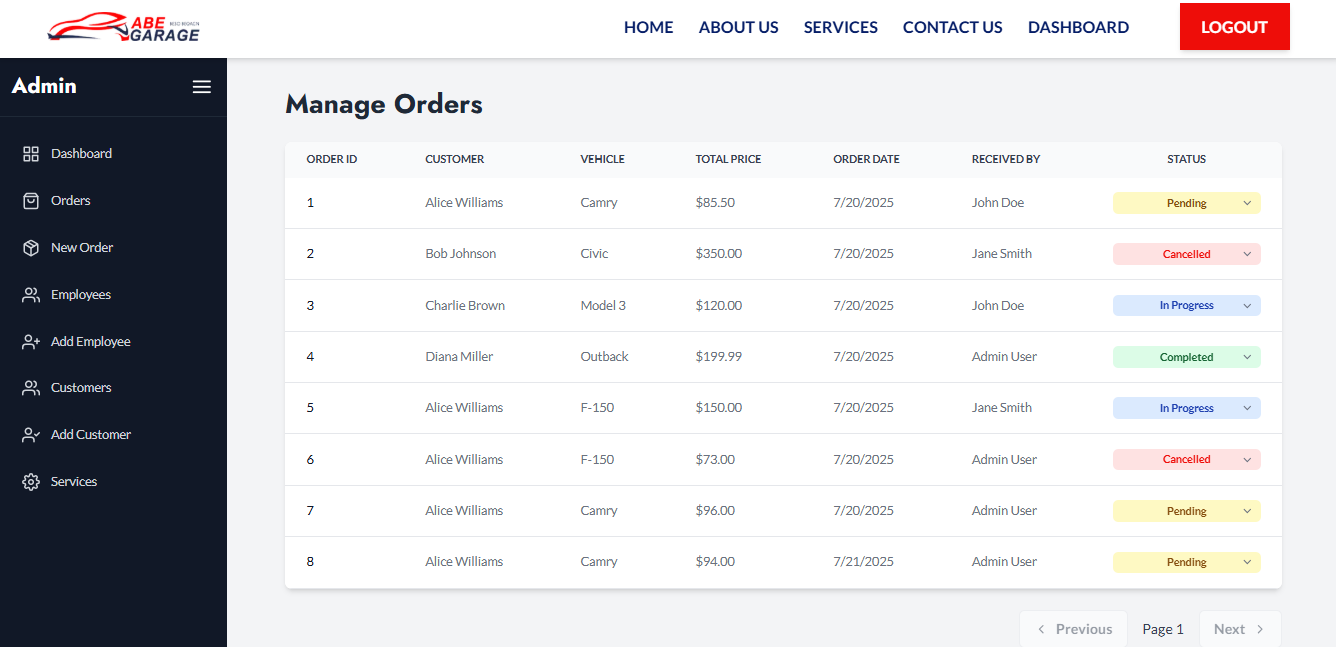 ABE GARAGE
HOME ABOUT US SERVICES CONTACT US DASHBOARD LOGOUT
Admin
Dashboard
Orders
New Order
Employees
Add Employee
Customers
Add Customer
Services
Manage Orders
ORDER ID CUSTOMER VEHICLE TOTAL PRICE ORDER DATE RECEIVED BY STATUS
1 Alice Williams Camry $85.50 7/20/2025 John Doe Pending
2 Bob Johnson Civic $350.00 7/20/2025 Jane Smith Cancelled
3 Charlie Brown Model 3 $120.00 7/20/2025 John Doe In Progress
4 Diana Miller Outback $199.99 7/20/2025 Admin User Completed
5 Alice Williams F-150 $150.00 7/20/2025 Jane Smith In Progress
6 Alice Williams F-150 $73.00 7/20/2025 Admin User Cancelled
7 Alice Williams Camry $96.00 7/20/2025 Admin User Pending
8 Alice Williams Camry $94.00 7/21/2025 Admin User Pending
Previous Page 1 Next